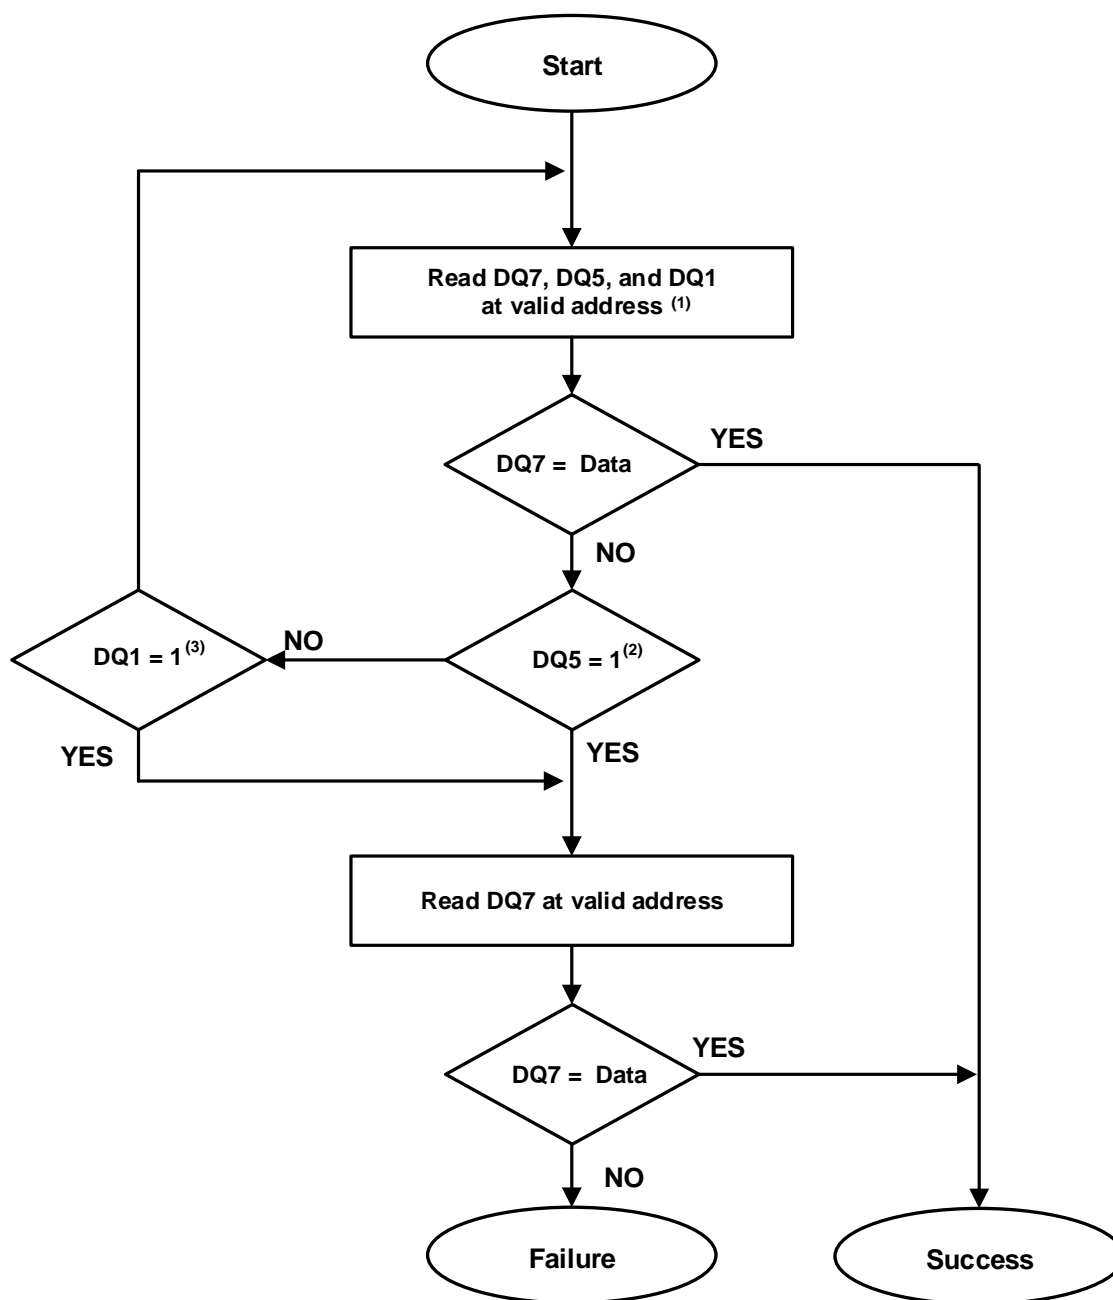 Start
Read DQ7, DQ5, and DQ1
at valid address (1)
DQ7 = Data
YES
NO
DQ1 = 1(3)
NO
DQ5 = 1(2)
YES
YES
Read DQ7 at valid address
DQ7 = Data
YES
NO
Failure
Success